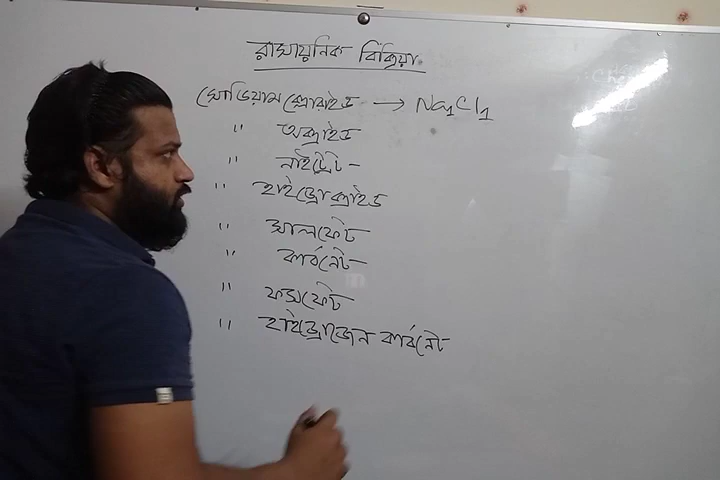 রাসায়নিক বিক্রিয়া
সোডিয়াম ক্লোরাইড → Na₁Cl₁
" অক্সাইড
" নাইট্রেট
" হাইড্রোক্সাইড
" সালফেট
" কার্বনেট
" ফসফেট
" হাইড্রোজেন কার্বনেট